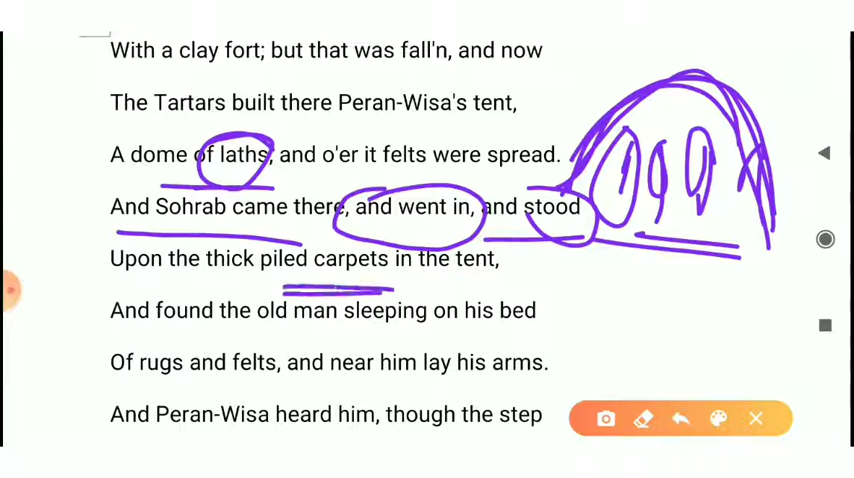 With a clay fort; but that was fall'n, and now
The Tartars built there Peran-Wisa's tent,
A dome of laths, and o'er it felts were spread.
And Sohrab came there, and went in, and stood
Upon the thick piled carpets in the tent,
And found the old man sleeping on his bed
Of rugs and felts, and near him lay his arms.
And Peran-Wisa heard him, though the step